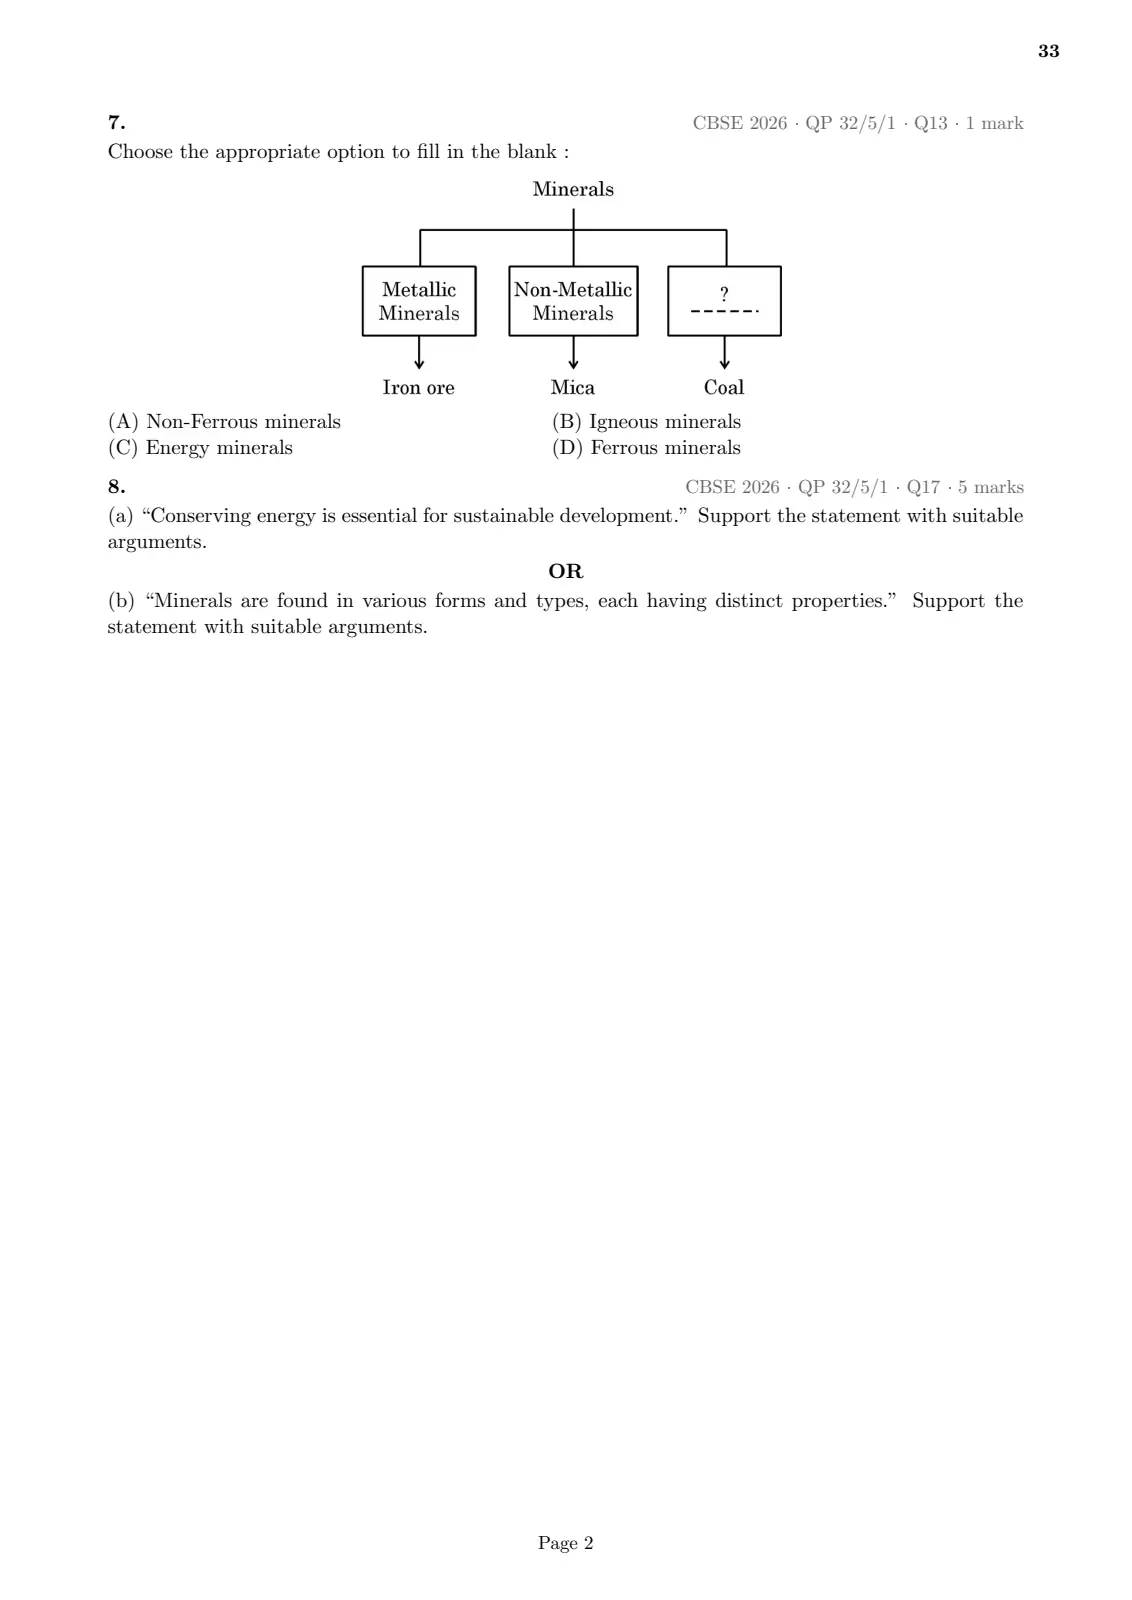 33
7. CBSE 2026 · QP 32/5/1 · Q13 · 1 mark
Choose the appropriate option to fill in the blank :
Minerals
Metallic Minerals
Non-Metallic Minerals
?
Iron ore
Mica
Coal
(A) Non-Ferrous minerals (B) Igneous minerals
(C) Energy minerals (D) Ferrous minerals
8. CBSE 2026 · QP 32/5/1 · Q17 · 5 marks
(a) “Conserving energy is essential for sustainable development.” Support the statement with suitable
arguments.
OR
(b) “Minerals are found in various forms and types, each having distinct properties.” Support the
statement with suitable arguments.
Page 2